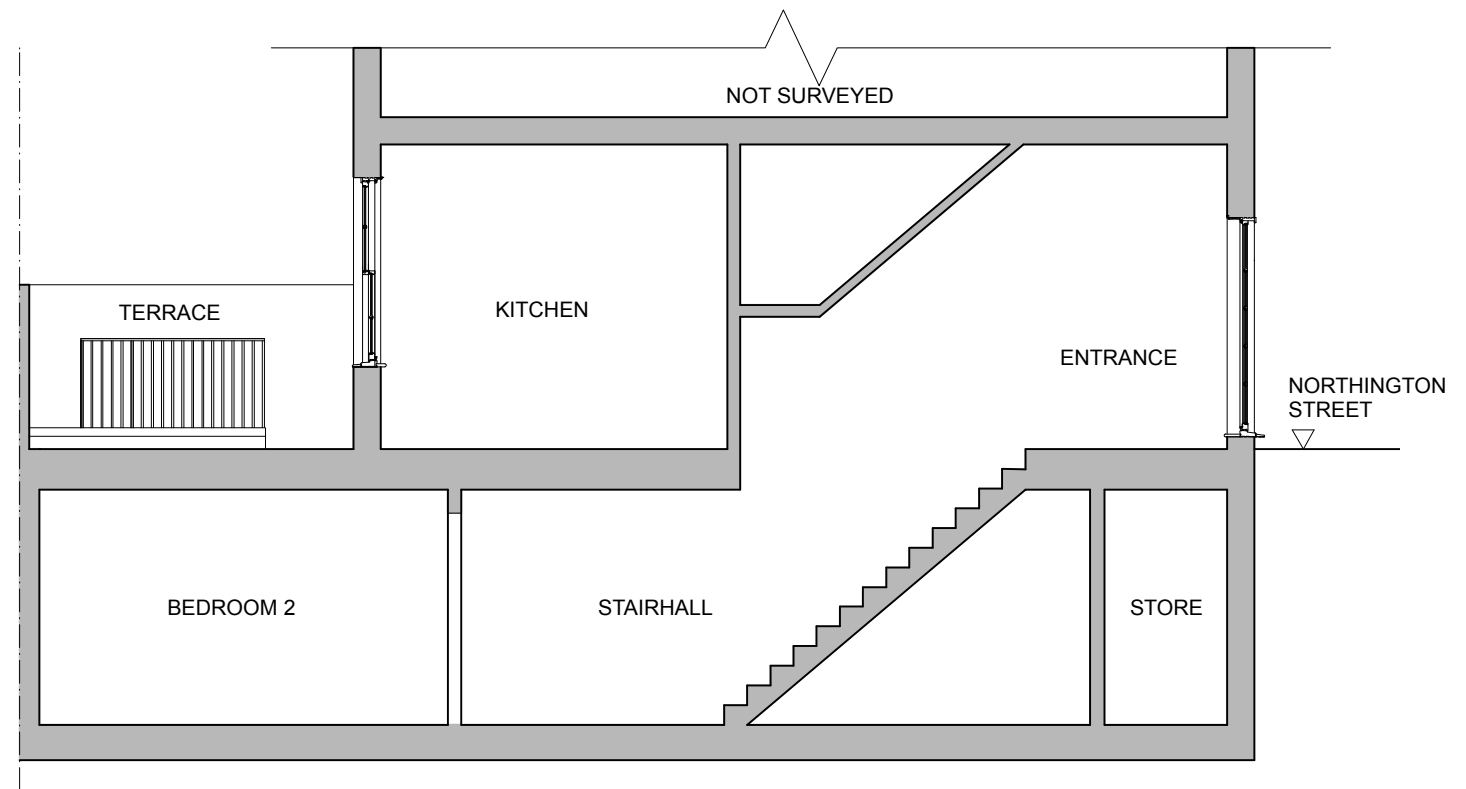 NOT SURVEYED
TERRACE
KITCHEN
ENTRANCE
NORTHINGTON
STREET
BEDROOM 2
STAIRHALL
STORE